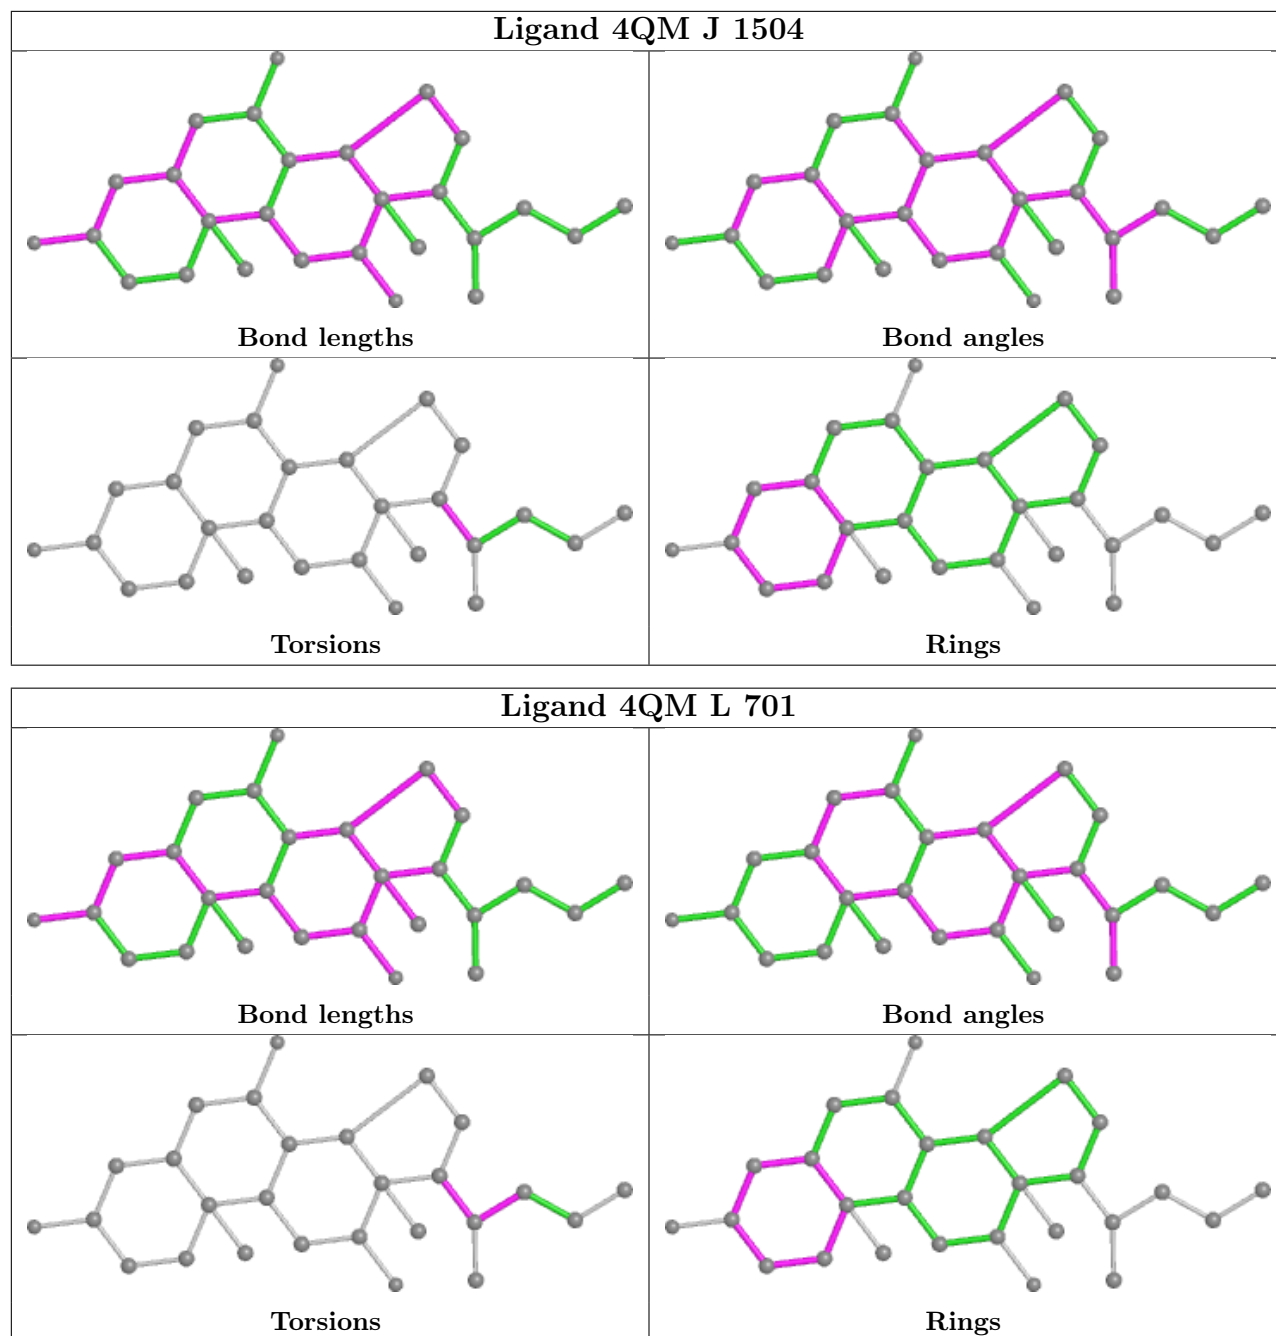 Ligand 4QM J 1504
Bond lengths
Bond angles
Torsions
Rings
Ligand 4QM L 701
Bond lengths
Bond angles
Torsions
Rings